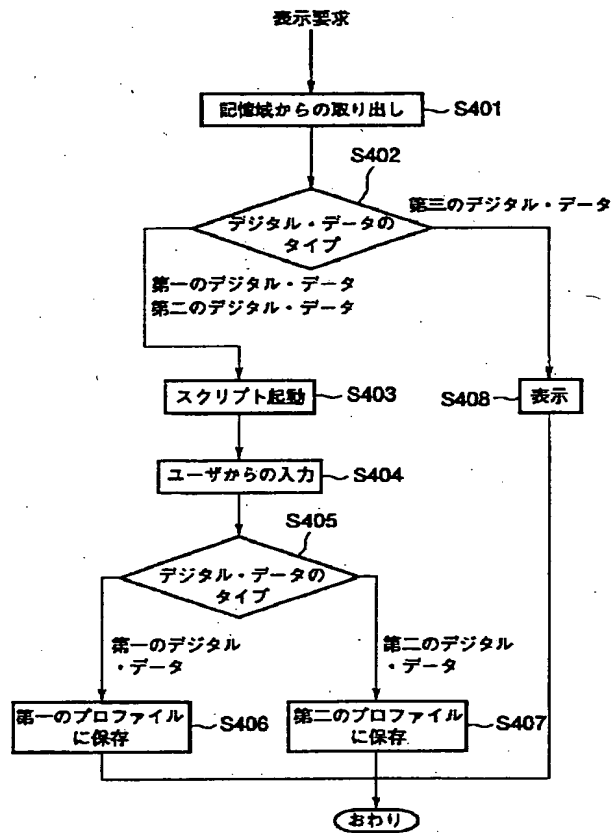 表示要求
記憶域からの取り出し
S401
S402
デジタル・データの
タイプ
第三のデジタル・データ
第一のデジタル・データ
第二のデジタル・データ
スクリプト起動
S403
S408
表示
ユーザからの入力
S404
S405
デジタル・データの
タイプ
第一のデジタル
・データ
第二のデジタル
・データ
第一のプロファイル
に保存
S406
第二のプロファイル
に保存
S407
おわり